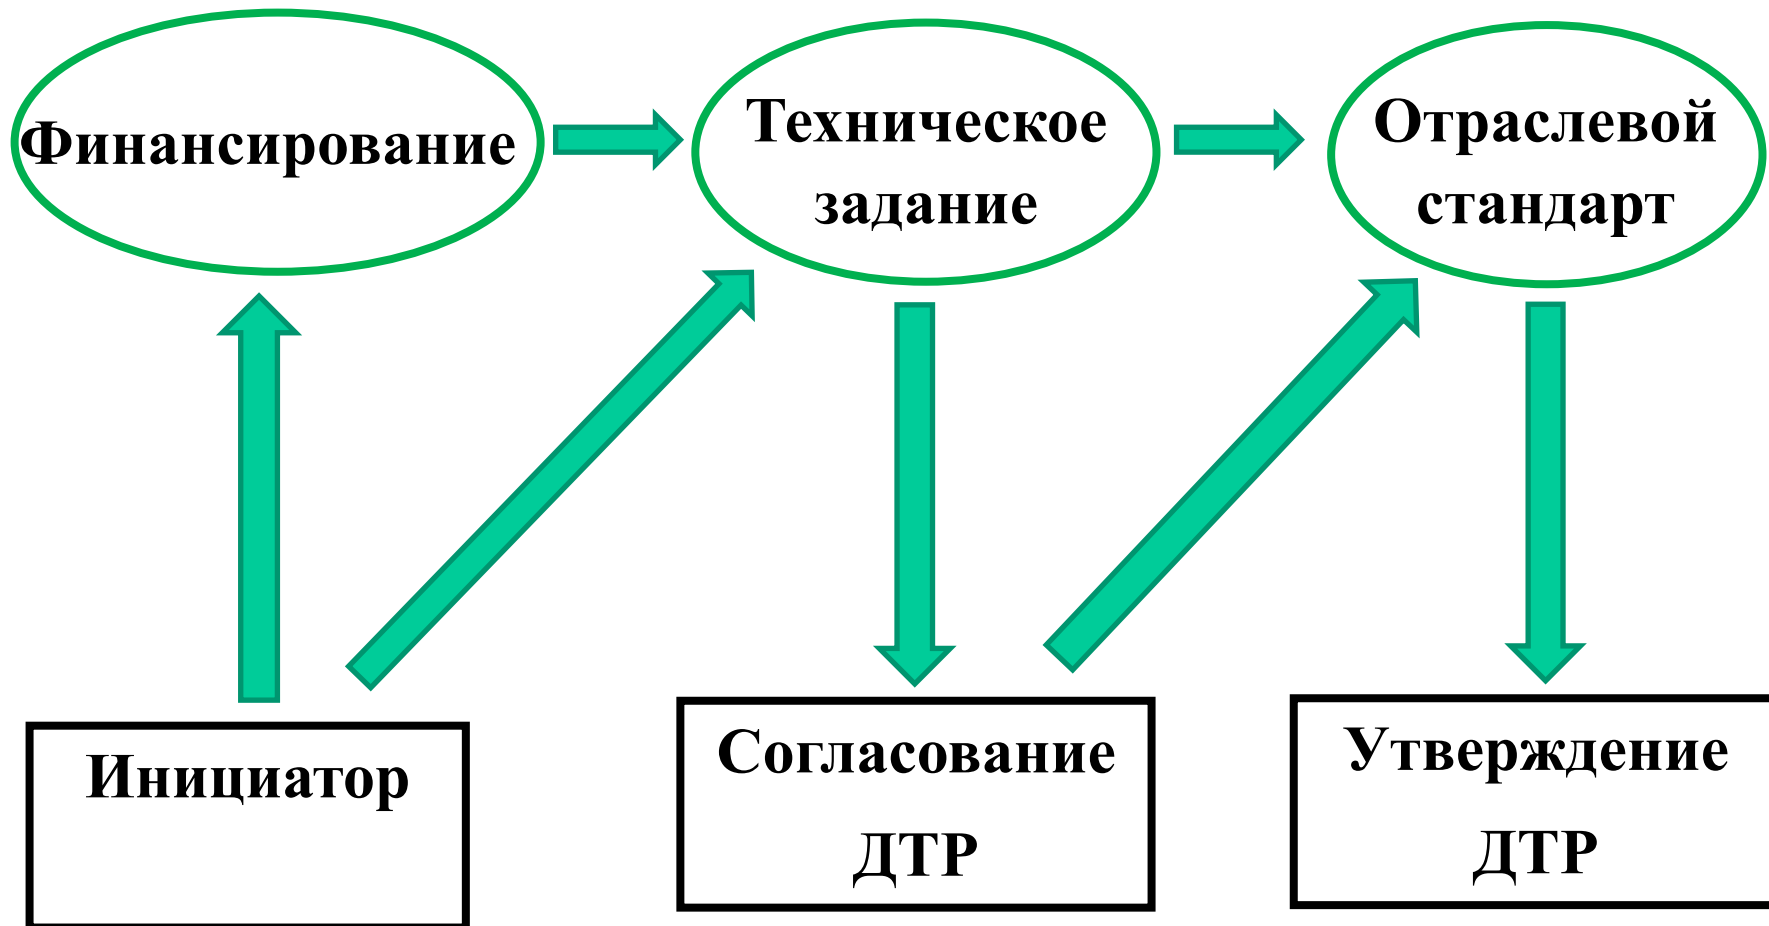 Финансирование
Техническое
задание
Отраслевой
стандарт
Инициатор
Согласование
ДТР
Утверждение
ДТР